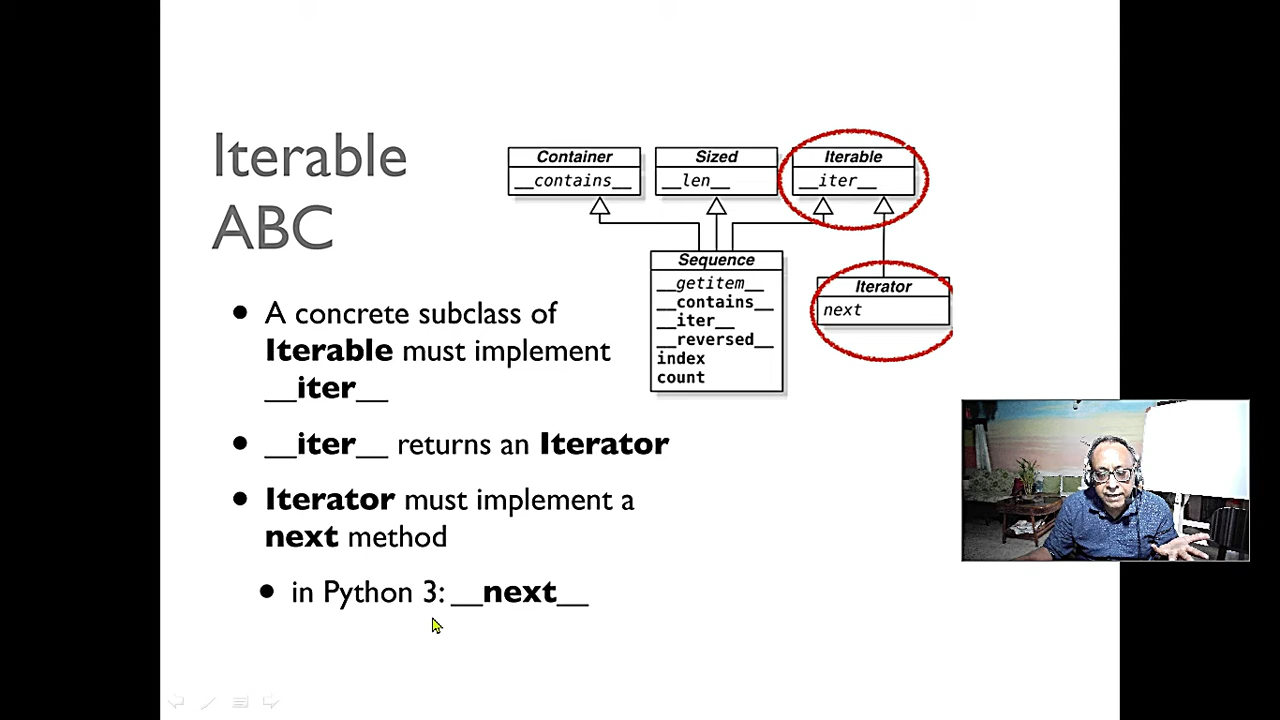 Iterable
ABC
Container
__contains__
Sized
__len__
Iterable
__iter__
Sequence
__getitem__
__contains__
__iter__
__reversed__
index
count
Iterator
next
• A concrete subclass of
Iterable must implement
__iter__
• __iter__ returns an Iterator
• Iterator must implement a
next method
• in Python 3: __next__